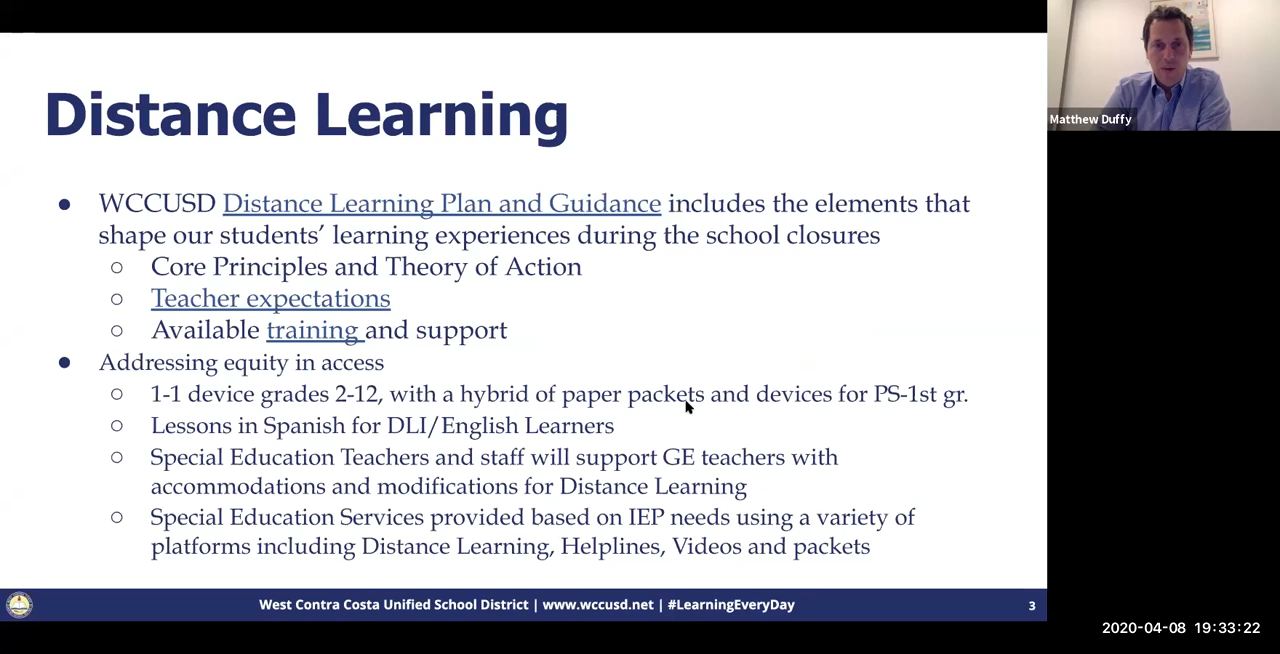 Distance Learning
● WCCUSD Distance Learning Plan and Guidance includes the elements that
shape our students’ learning experiences during the school closures
○ Core Principles and Theory of Action
○ Teacher expectations
○ Available training and support
● Addressing equity in access
○ 1-1 device grades 2-12, with a hybrid of paper packets and devices for PS-1st gr.
○ Lessons in Spanish for DLI/English Learners
○ Special Education Teachers and staff will support GE teachers with
accommodations and modifications for Distance Learning
○ Special Education Services provided based on IEP needs using a variety of
platforms including Distance Learning, Helplines, Videos and packets
West Contra Costa Unified School District | www.wccusd.net | #LearningEveryDay
3
Matthew Duffy
2020-04-08 19:33:22